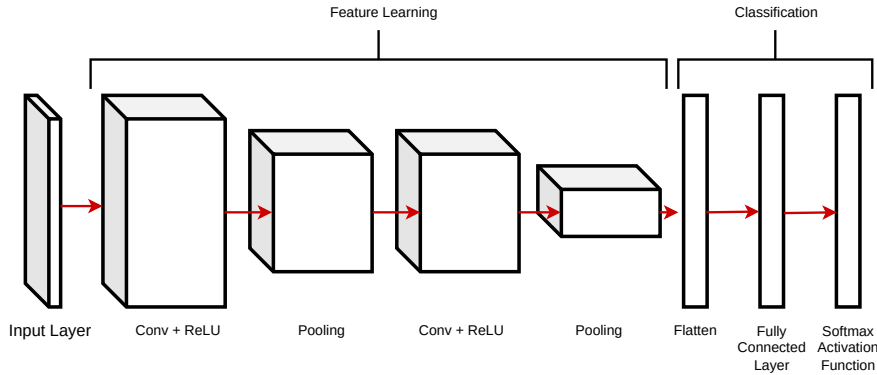 Feature Learning
Classification
Input Layer
Conv + ReLU
Pooling
Conv + ReLU
Pooling
Flatten
Fully
Connected
Layer
Softmax
Activation
Function